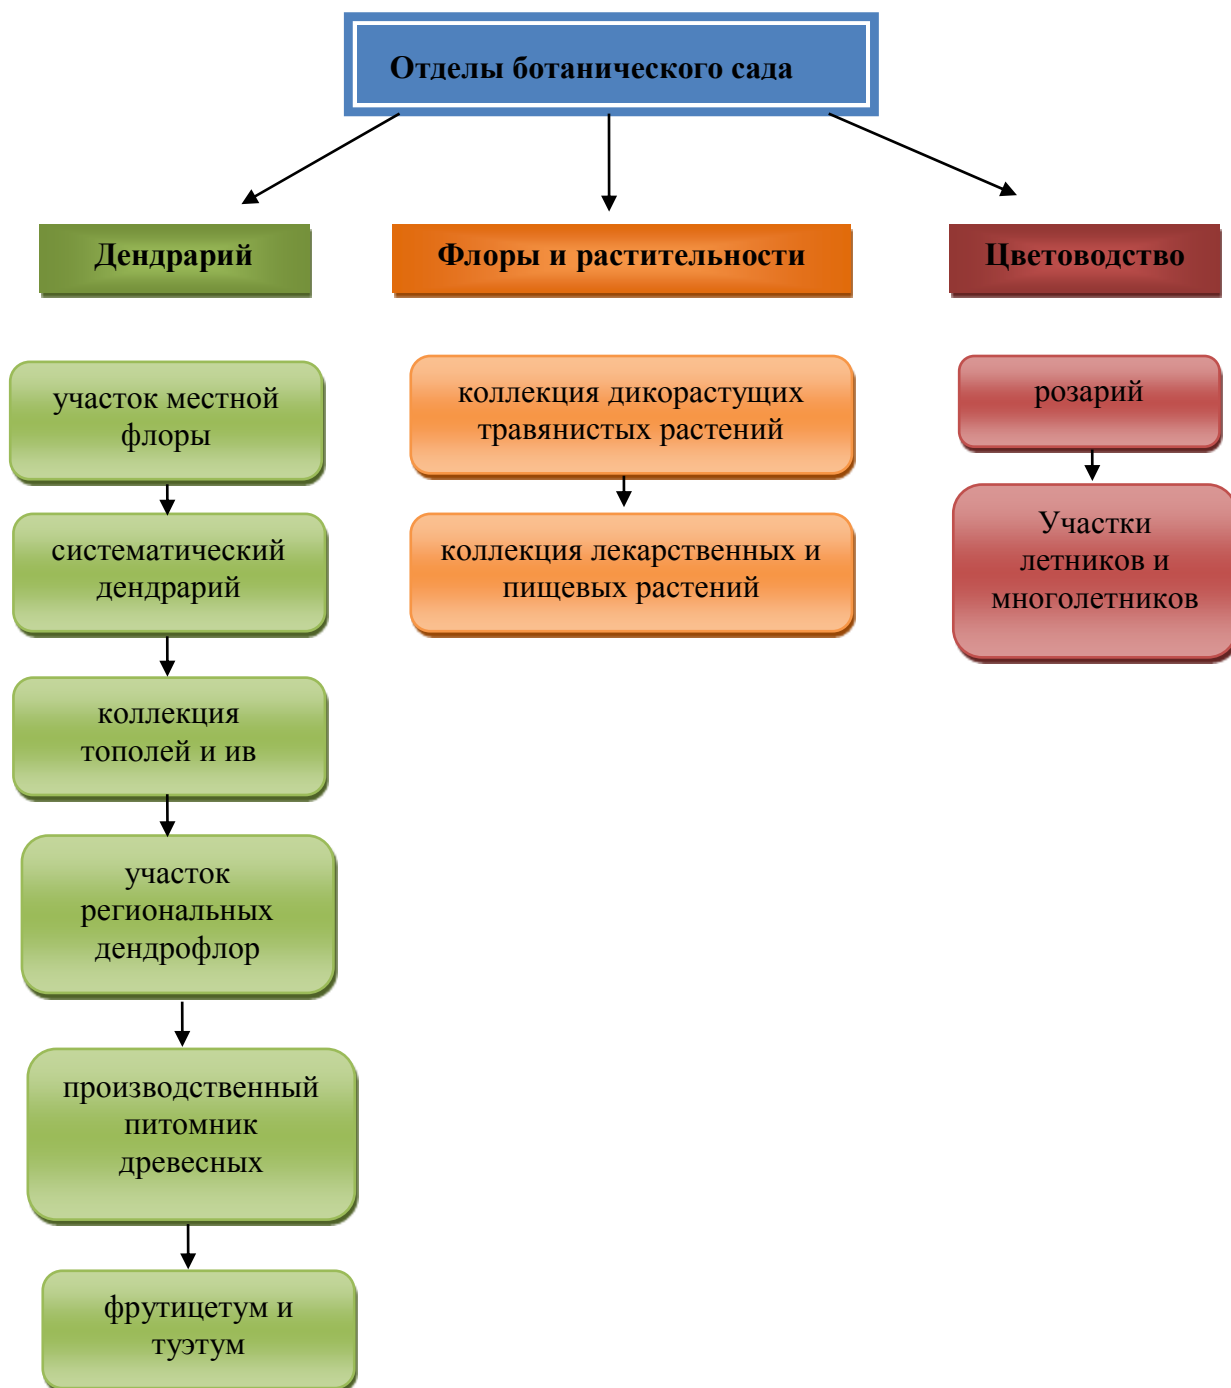 Отделы ботанического сада
Дендрарий
Флоры и растительности
Цветоводство
участок местной
флоры
систематический
дендрарий
коллекция
тополей и ив
участок
региональных
дендрофлор
производственный
питомник
древесных
фрутицетум и
туэтум
коллекция дикорастущих
травянистых растений
коллекция лекарственных и
пищевых растений
розарий
Участки
летников и
многолетников